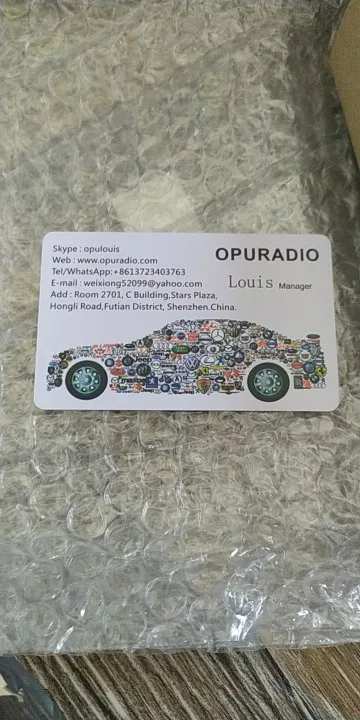 Skype : opulouis
Web : www.opuradio.com
Tel/WhatsApp:+8613723403763
E-mail : weixiong52099@yahoo.com
Add : Room 2701, C Building,Stars Plaza,
Hongli Road,Futian District, Shenzhen.China.
OPURADIO
Louis Manager